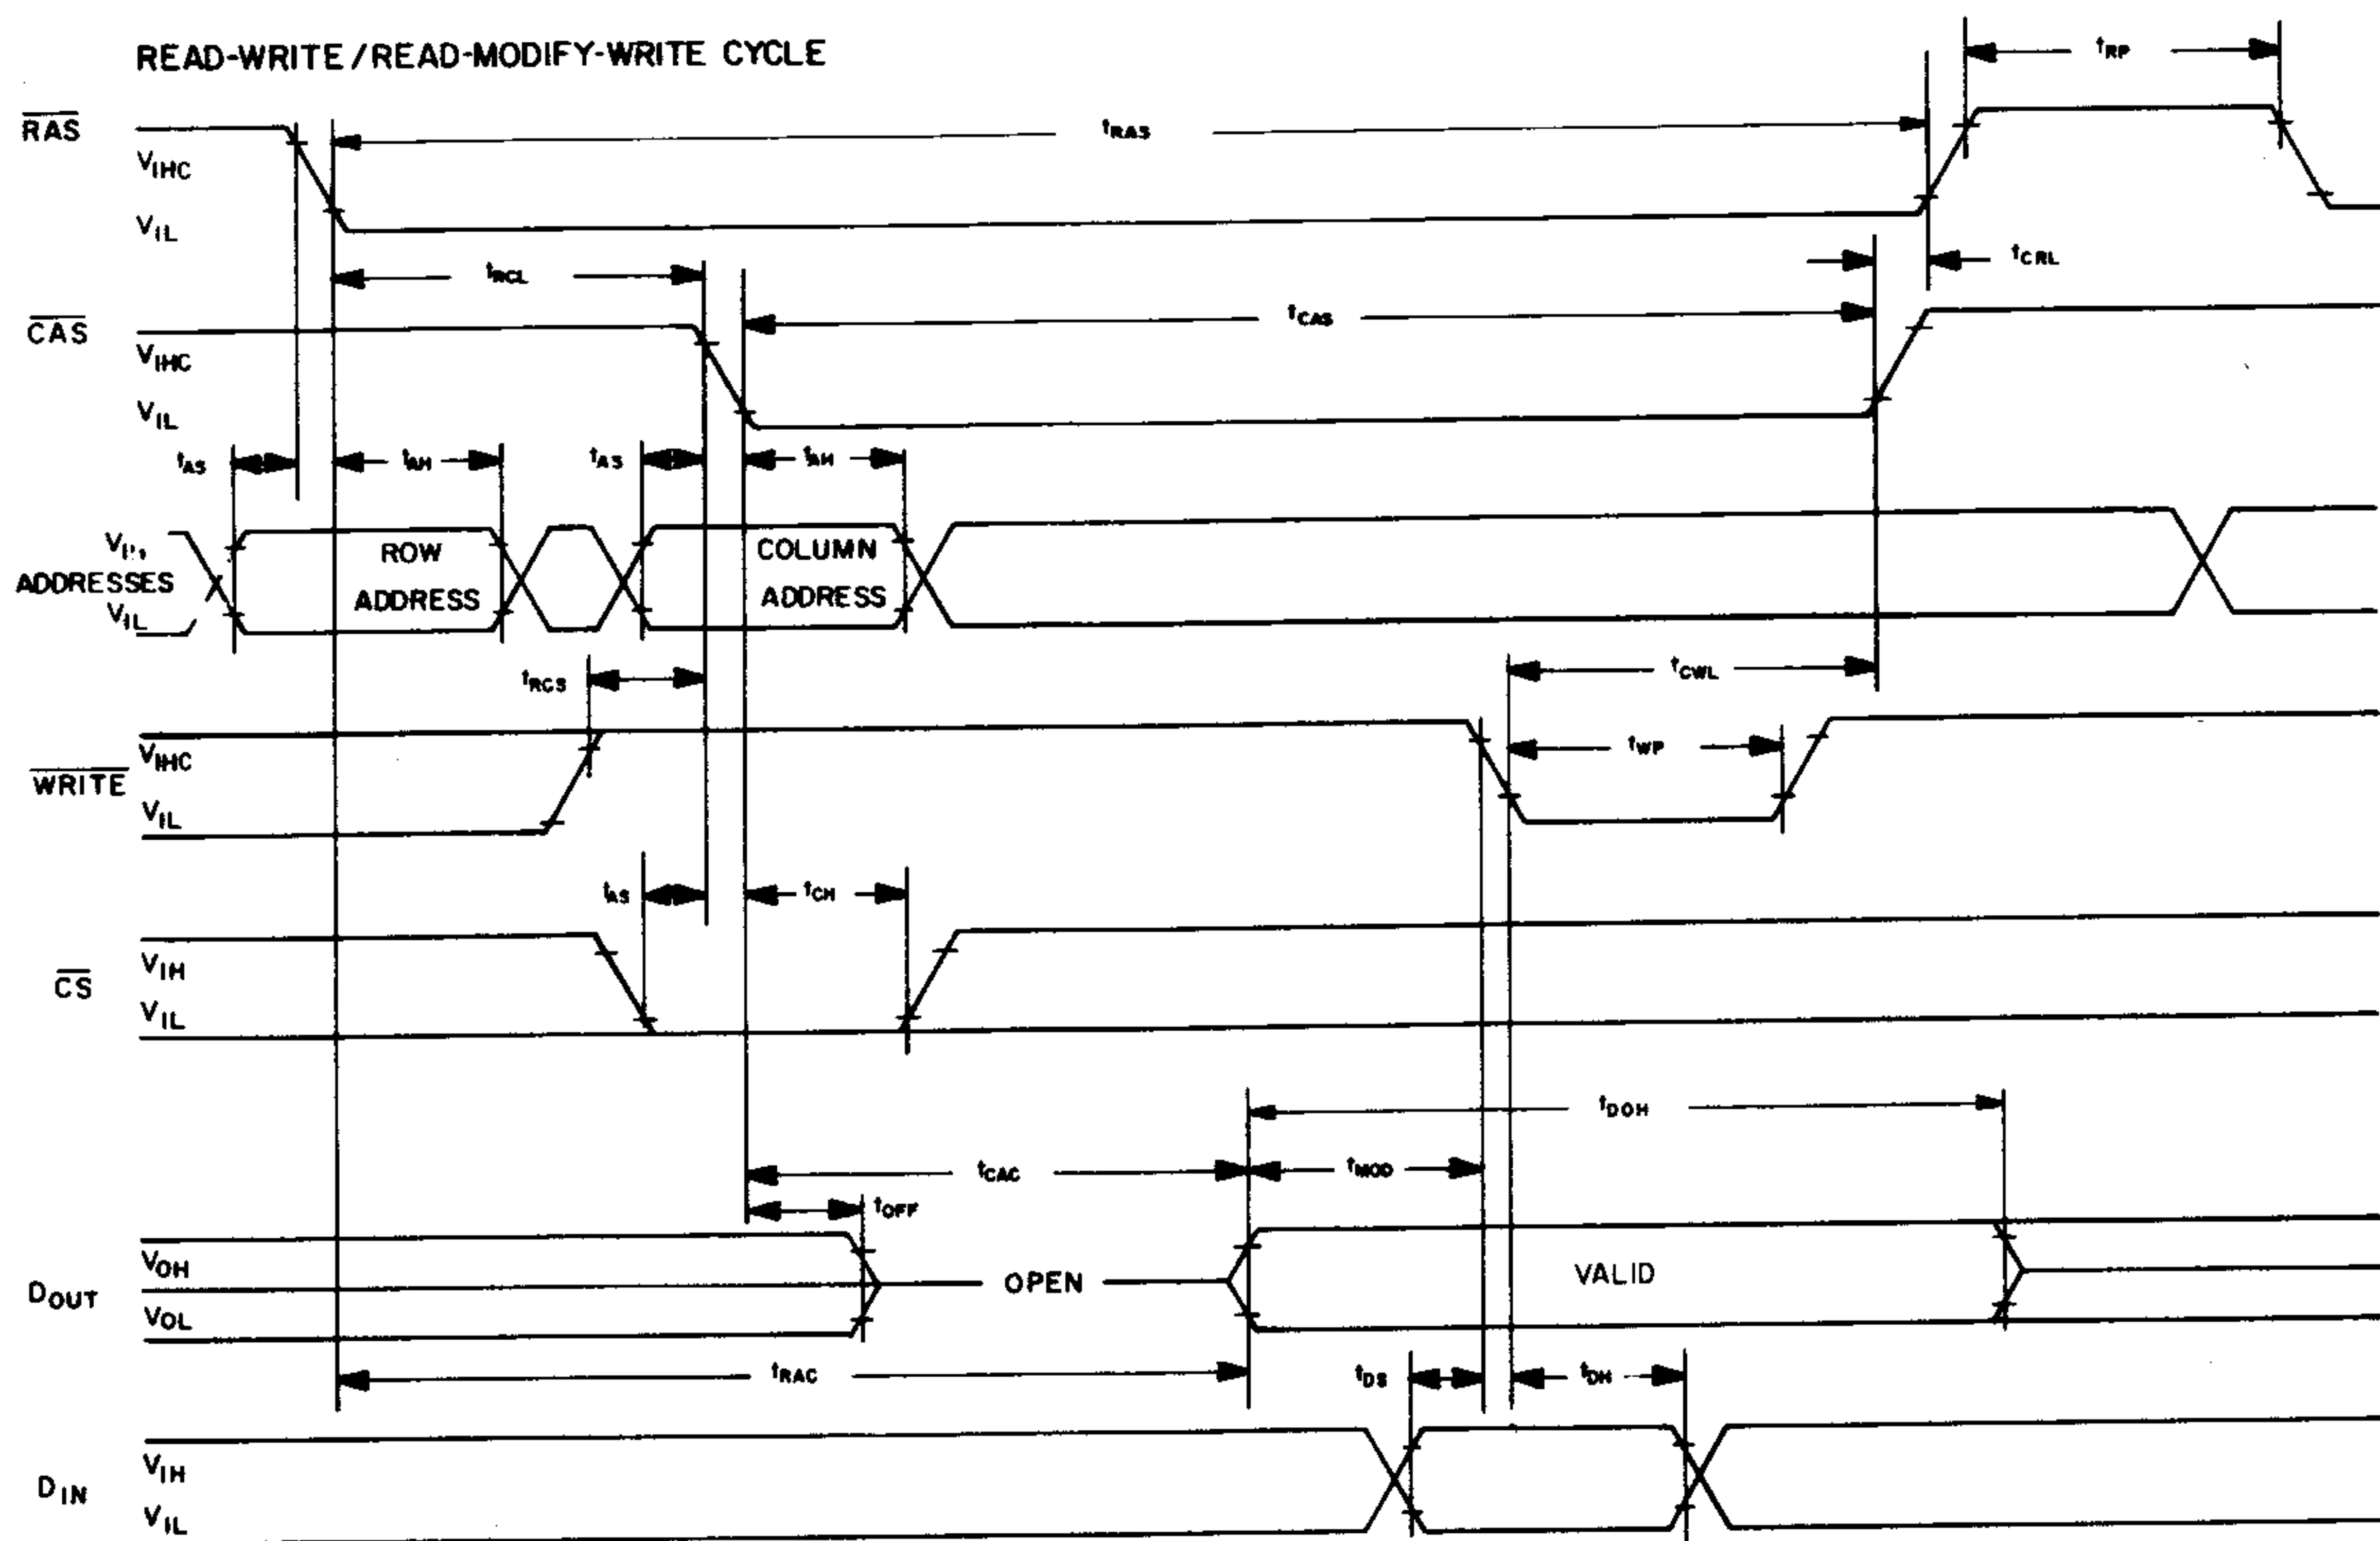 READ-WRITE/READ-MODIFY-WRITE CYCLE
tRP
RAS
tRAS
VIHC
VIL
tRCL
tCRL
CAS
tCAS
VIHC
VIL
tAS
tAH
tAS
tAH
ADDRESSES
VIL
ROW
ADDRESS
COLUMN
ADDRESS
tRCS
tCWL
VIHC
WRITE
VIL
tWP
tAS
tCH
VIH
CS
VIL
tDOH
tCAC
tMOD
tOFF
VOH
DOUT
VOL
OPEN
VALID
tRAC
tDS
tDH
VIH
DIN
VIL